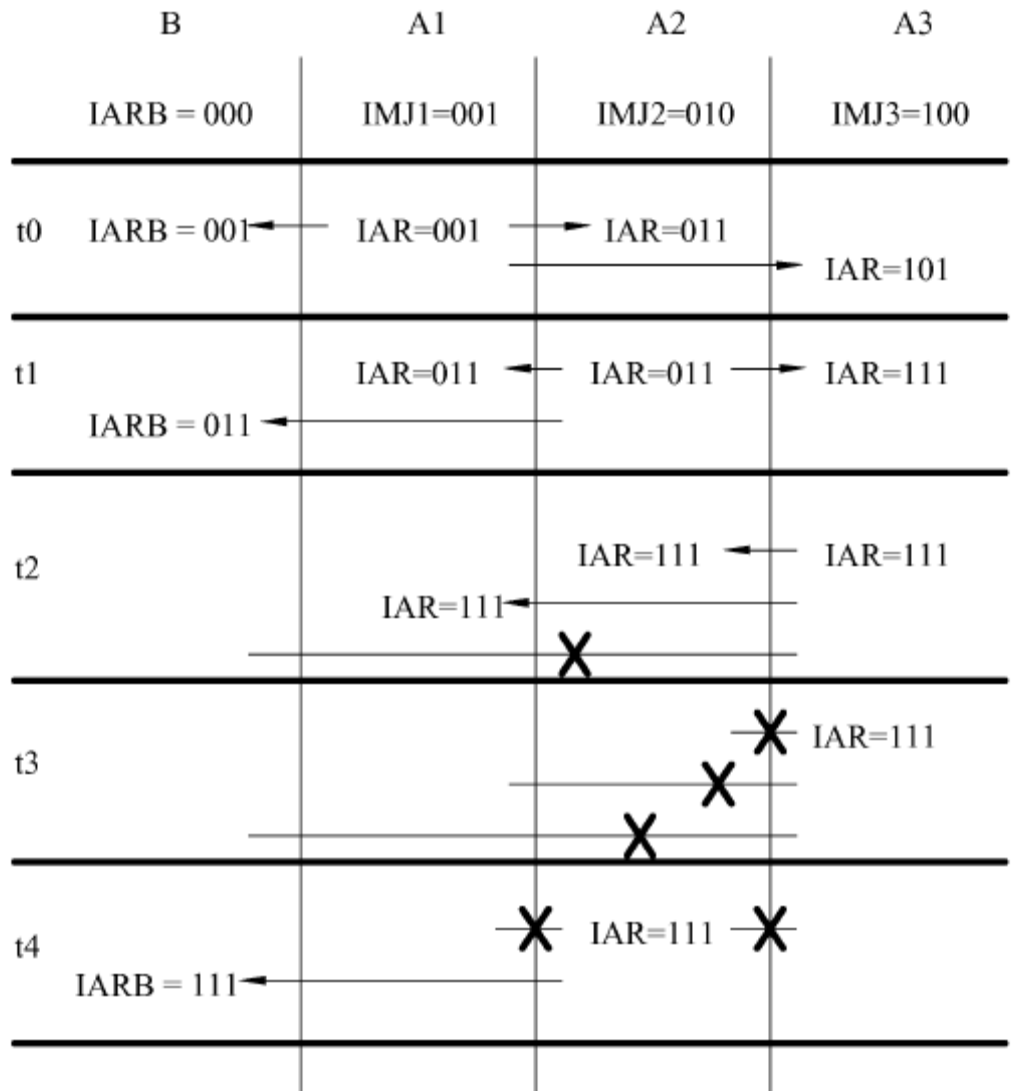 B A1 A2 A3
IARB = 000 IMJ1=001 IMJ2=010 IMJ3=100
t0 IARB = 001 IAR=001 IAR=011
IAR=101
t1 IAR=011 IAR=011 IAR=111
IARB = 011
t2 IAR=111 IAR=111
IAR=111
t3 IAR=111
t4 IAR=111
IARB = 111